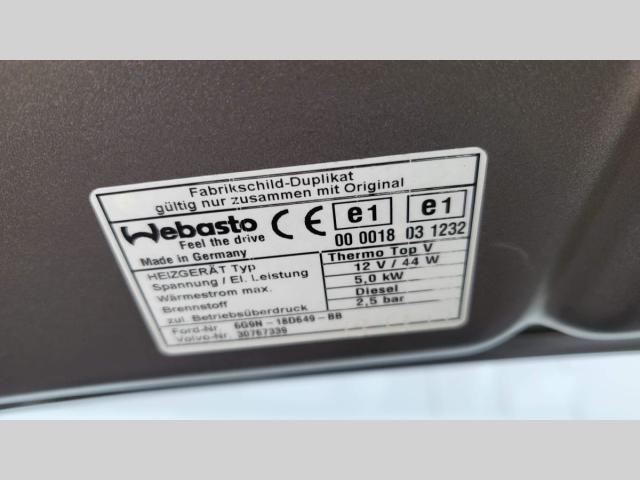 Fabrikschild-Duplikat
gültig nur zusammen mit Original
Webasto CE e1 e1
Feel the drive
00 0018 03 1232
Made in Germany
HEIZGERÄT Typ Thermo Top V
Spannung / El. Leistung 12 V / 44 W
Wärmestrom max. 5,0 kW
Brennstoff Diesel
zul. Betriebsüberdruck 2,5 bar
Ford-Nr. 6G9N-18D649-BB
Volvo-Nr. 30767339